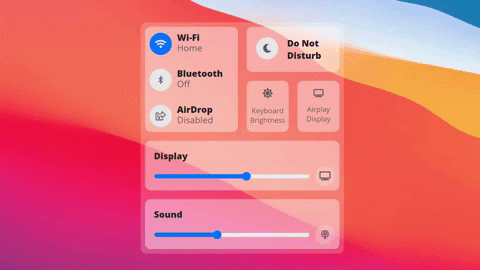 Wi-Fi
Home
Bluetooth
Off
AirDrop
Disabled
Do Not
Disturb
Keyboard
Brightness
Airplay
Display
Display
Sound